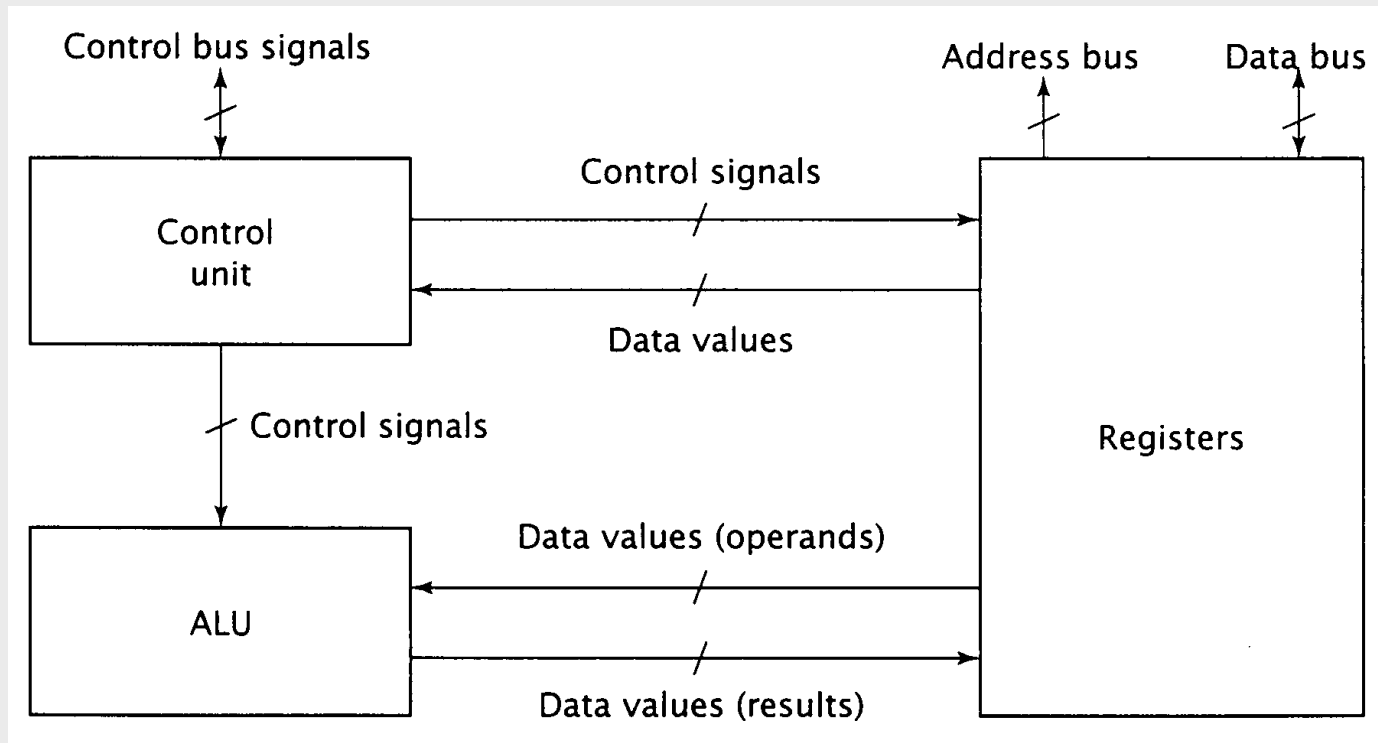 Control bus signals
Address bus
Data bus
Control signals
Control
unit
Data values
Control signals
Registers
Data values (operands)
ALU
Data values (results)